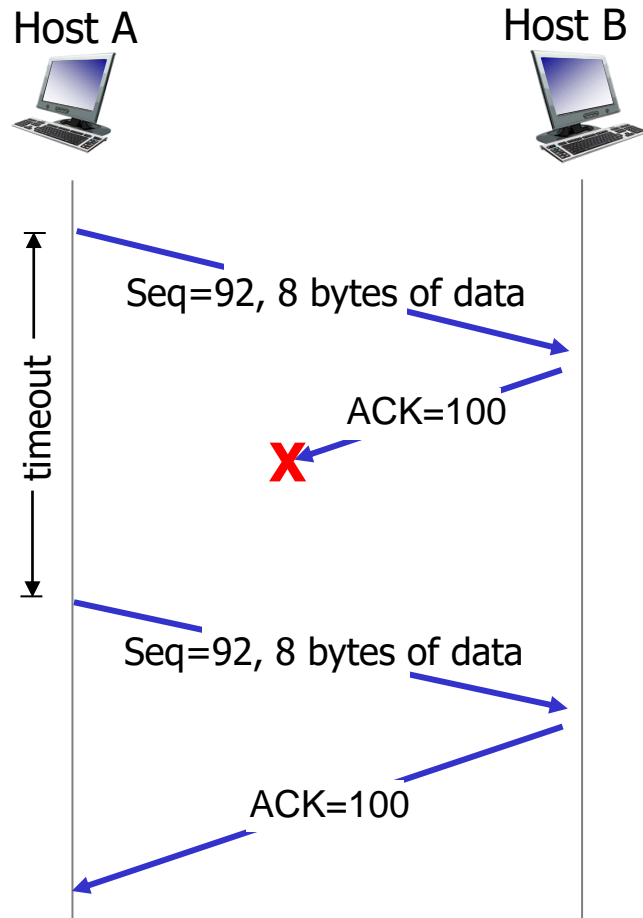 Host A
Host B
Seq=92, 8 bytes of data
ACK=100
X
timeout
Seq=92, 8 bytes of data
ACK=100